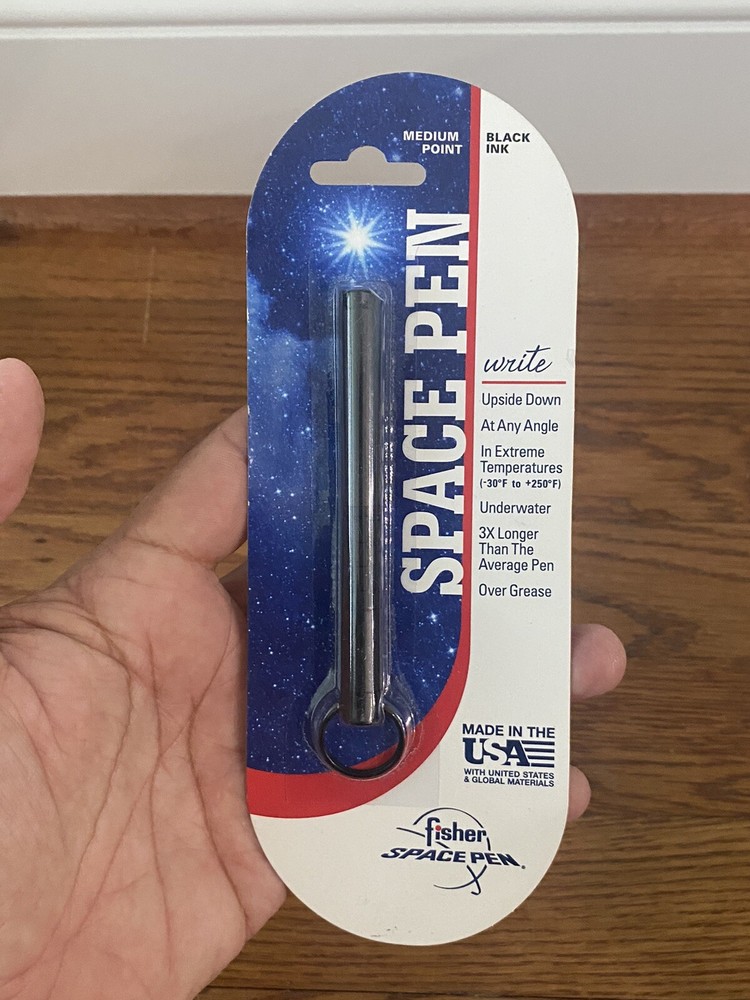 MEDIUM
POINT
BLACK
INK
SPACE PEN
write
Upside Down
At Any Angle
In Extreme
Temperatures
(-30°F to +250°F)
Underwater
3X Longer
Than The
Average Pen
Over Grease
MADE IN THE
USA
WITH UNITED STATES
& GLOBAL MATERIALS
fisher
SPACE PEN®